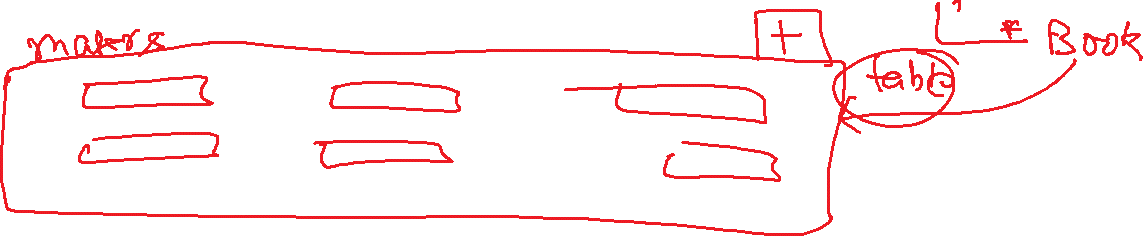 makers
+
* Book
table